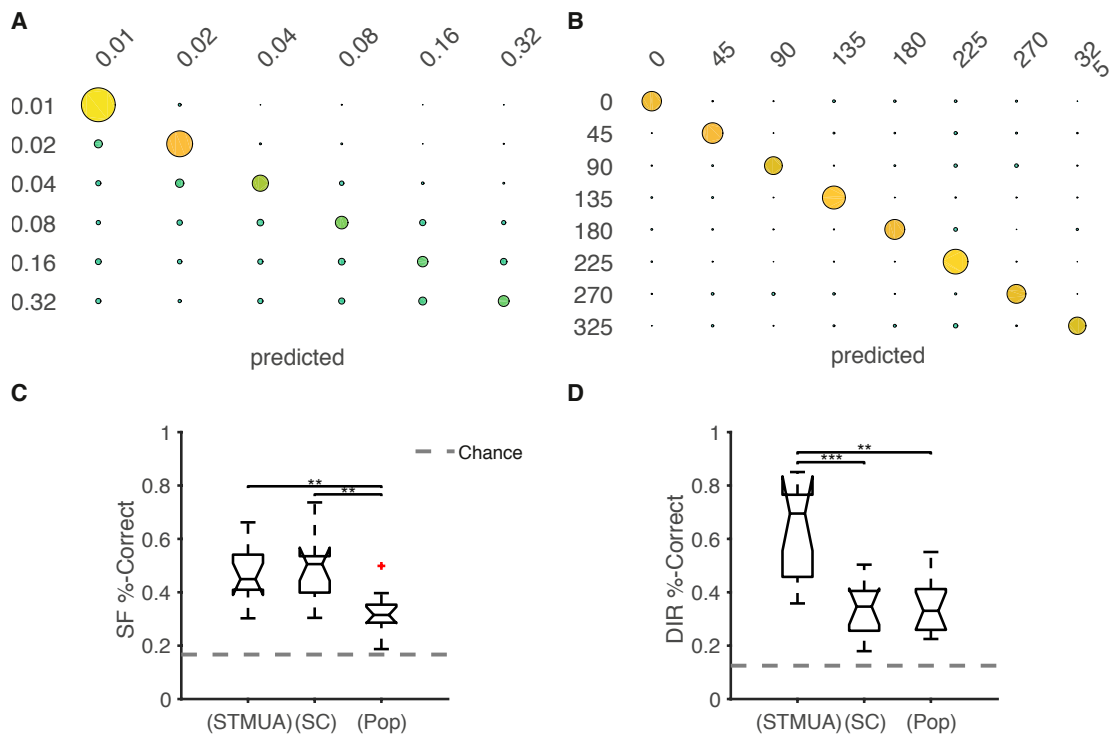 A
0.01 0.02 0.04 0.08 0.16 0.32
0.01
0.02
0.04
0.08
0.16
0.32
predicted
B
0 45 90 135 180 225 270 325
0
45
90
135
180
225
270
325
predicted
C
1
0.8
0.6
0.4
0.2
0
SF %-Correct
Chance
**
**
(STMUA) (SC) (Pop)
D
1
0.8
0.6
0.4
0.2
0
DIR %-Correct
**
***
(STMUA) (SC) (Pop)